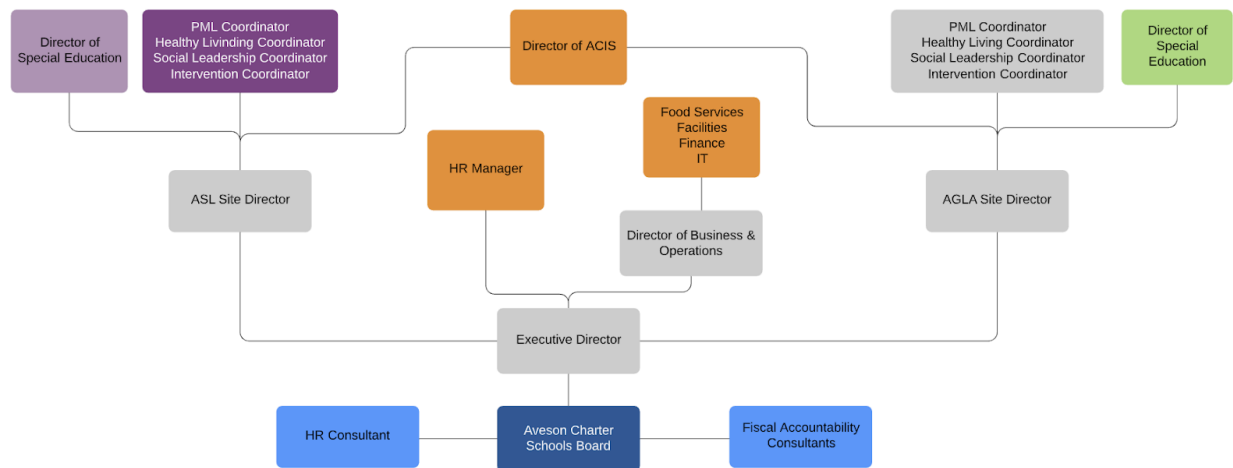 Director of
Special Education
PML Coordinator
Healthy Livinding Coordinator
Social Leadership Coordinator
Intervention Coordinator
Director of ACIS
PML Coordinator
Healthy Living Coordinator
Social Leadership Coordinator
Intervention Coordinator
Director of
Special
Education
Food Services
Facilities
Finance
IT
HR Manager
ASL Site Director
AGLA Site Director
Director of Business &
Operations
Executive Director
HR Consultant
Aveson Charter
Schools Board
Fiscal Accountability
Consultants